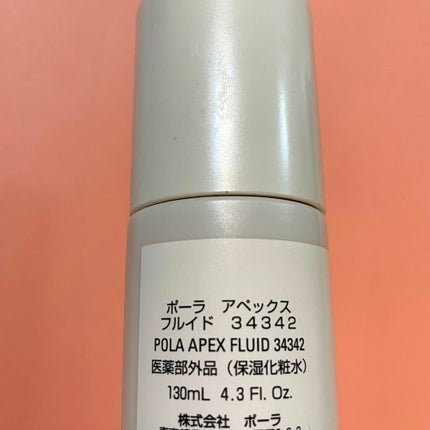 ポーラ　アペックス
フルイド　３４３４２
POLA APEX FLUID 34342
医薬部外品（保湿化粧水）
130mL 4.3 Fl. Oz.
株式会社　ポーラ